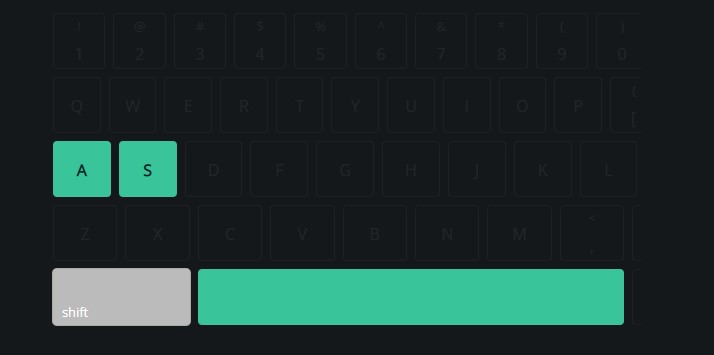 ! @ # $ % ^ & * ( )
1 2 3 4 5 6 7 8 9 0
Q W E R T Y U I O P {
[
A S D F G H J K L
Z X C V B N M <
,
shift